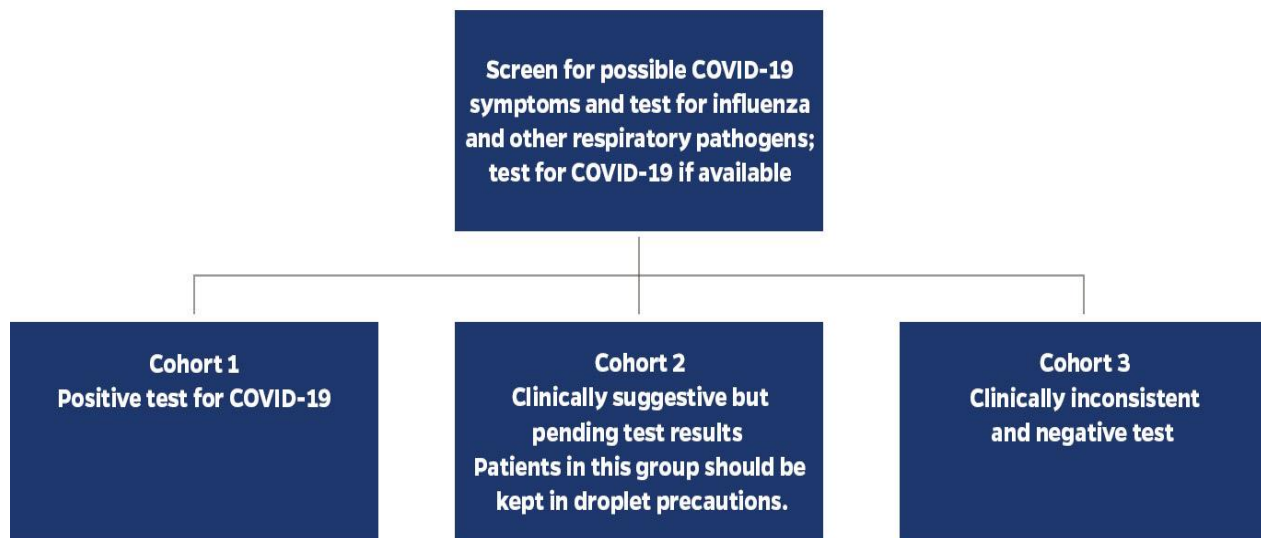 Screen for possible COVID-19
symptoms and test for influenza
and other respiratory pathogens;
test for COVID-19 if available
Cohort 1
Positive test for COVID-19
Cohort 2
Clinically suggestive but
pending test results
Patients in this group should be
kept in droplet precautions.
Cohort 3
Clinically inconsistent
and negative test